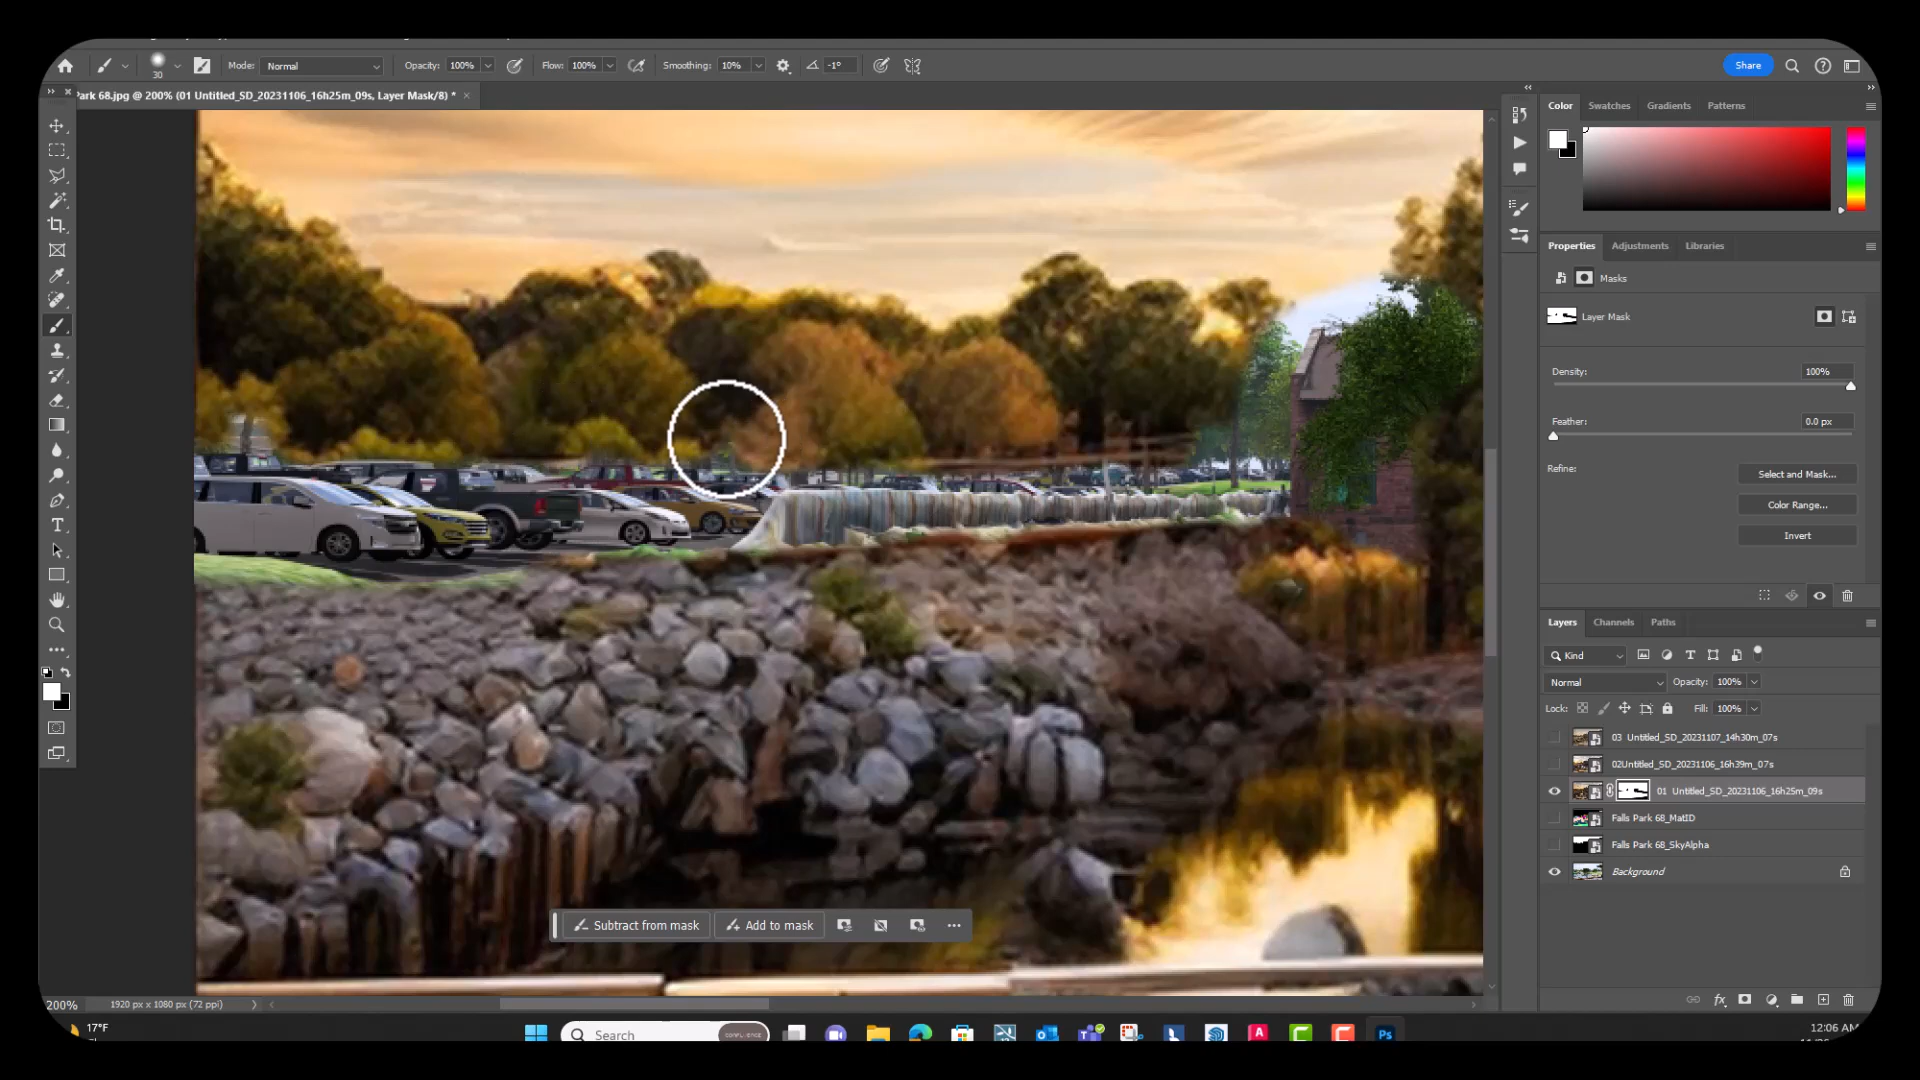 30
Mode: Normal
Opacity: 100%
Flow: 100%
Smoothing: 10%
-1°
Share
Park 68.jpg @ 200% (01 Untitled_SD_20231106_16h25m_09s, Layer Mask/8) *
Color Swatches Gradients Patterns
Properties Adjustments Libraries
Masks
Layer Mask
Density: 100%
Feather: 0.0 px
Refine:
Select and Mask...
Color Range...
Invert
Layers Channels Paths
Kind
Normal
Opacity: 100%
Lock:
Fill: 100%
03 Untitled_SD_20231107_14h30m_07s
02Untitled_SD_20231106_16h39m_07s
01 Untitled_SD_20231106_16h25m_09s
Falls Park 68_MatID
Falls Park 68_SkyAlpha
Background
Subtract from mask
Add to mask
200%
1920 px x 1080 px (72 ppi)
17°F
Search
Ps
12:06 AM